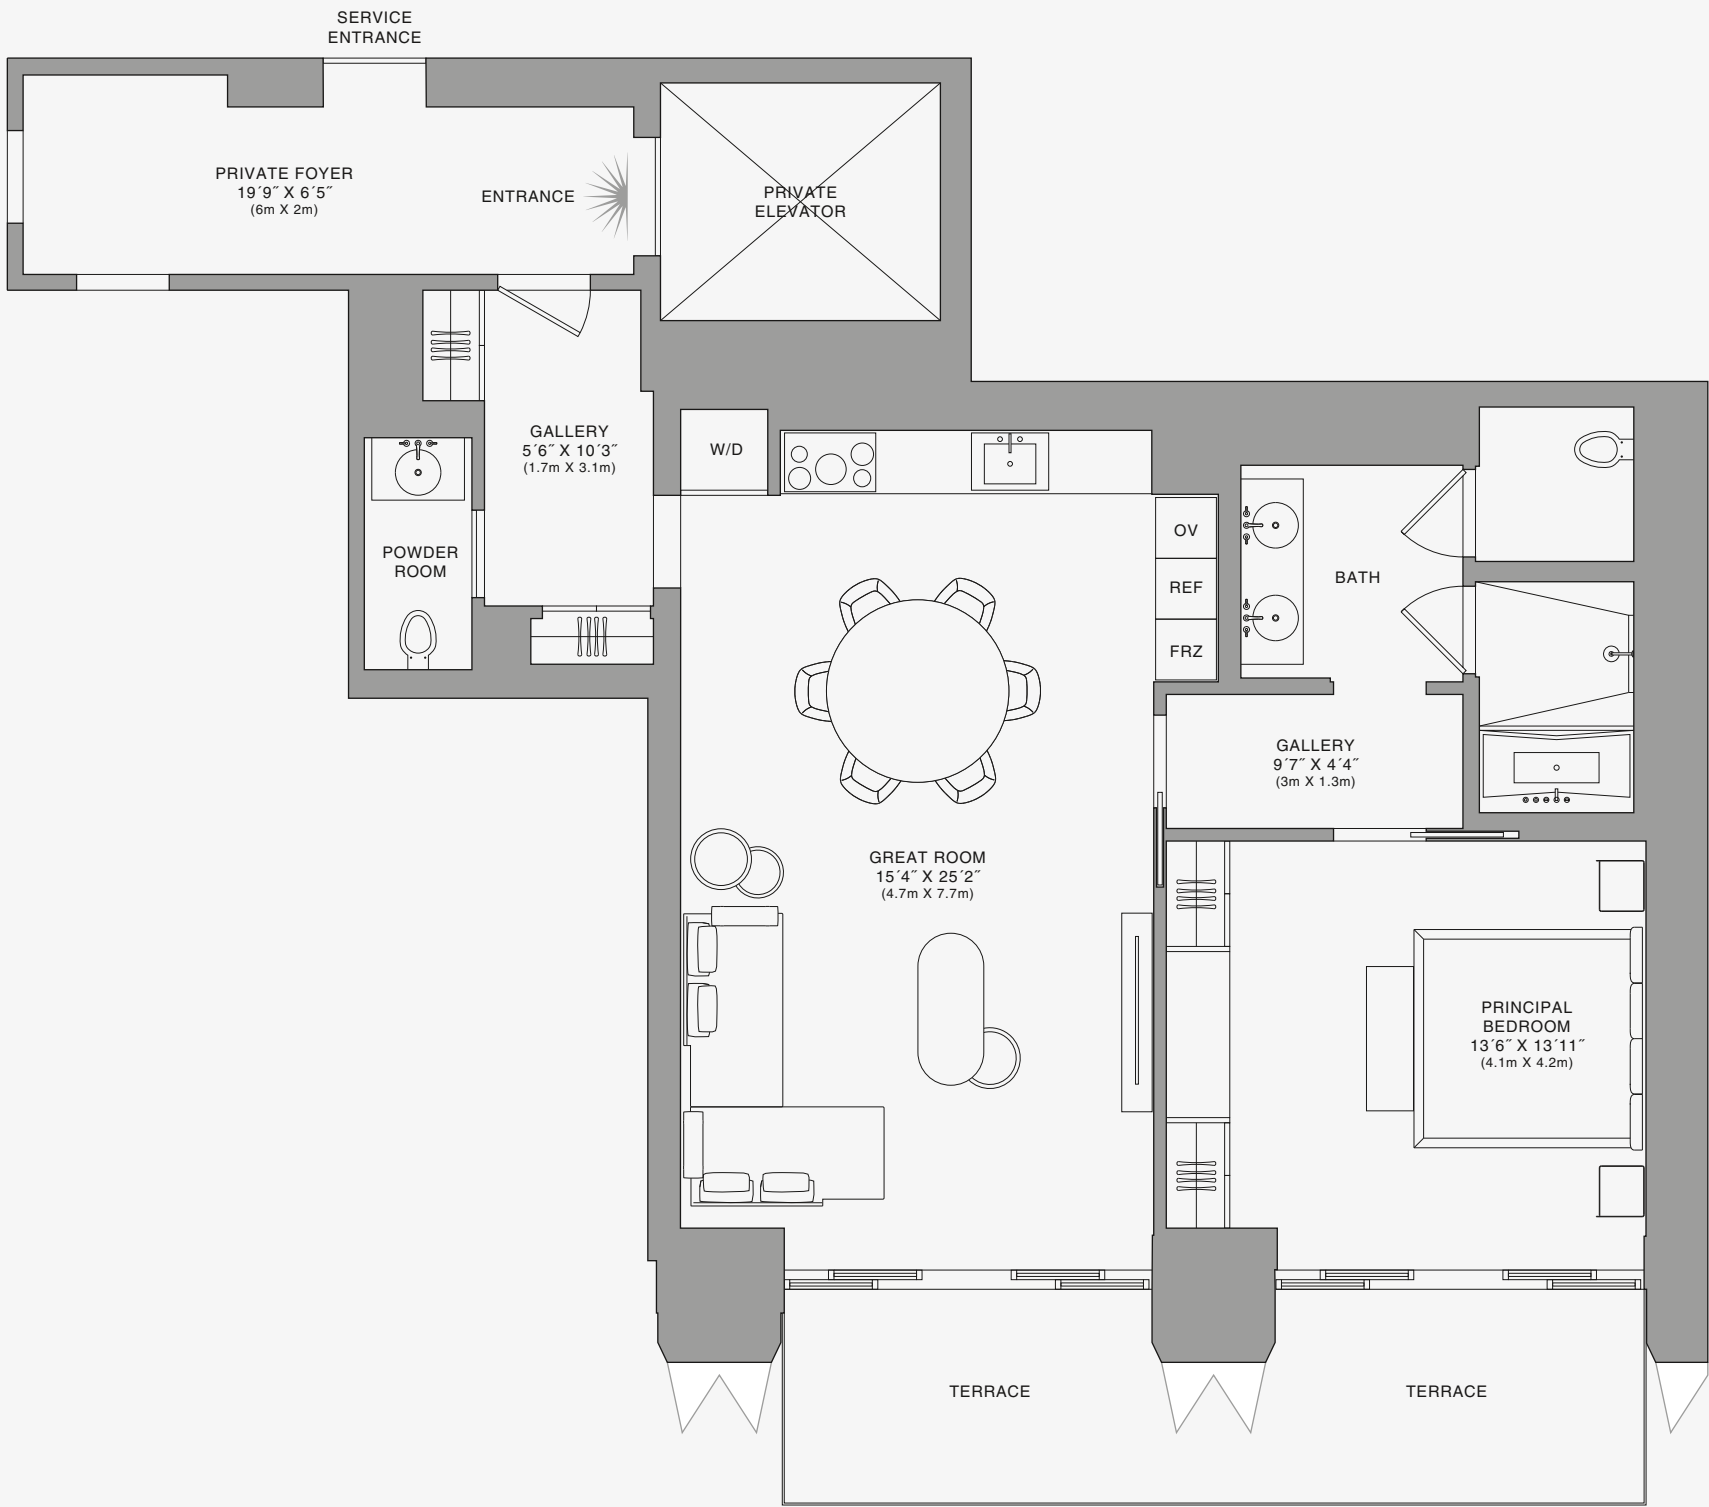 SERVICE
ENTRANCE
PRIVATE FOYER
19´9˝ X 6´5˝
(6m X 2m)
ENTRANCE
PRIVATE
ELEVATOR
GALLERY
5´6˝ X 10´3˝
(1.7m X 3.1m)
W/D
POWDER
ROOM
OV
REF
FRZ
BATH
GALLERY
9´7˝ X 4´4˝
(3m X 1.3m)
GREAT ROOM
15´4˝ X 25´2˝
(4.7m X 7.7m)
PRINCIPAL
BEDROOM
13´6˝ X 13´11˝
(4.1m X 4.2m)
TERRACE
TERRACE